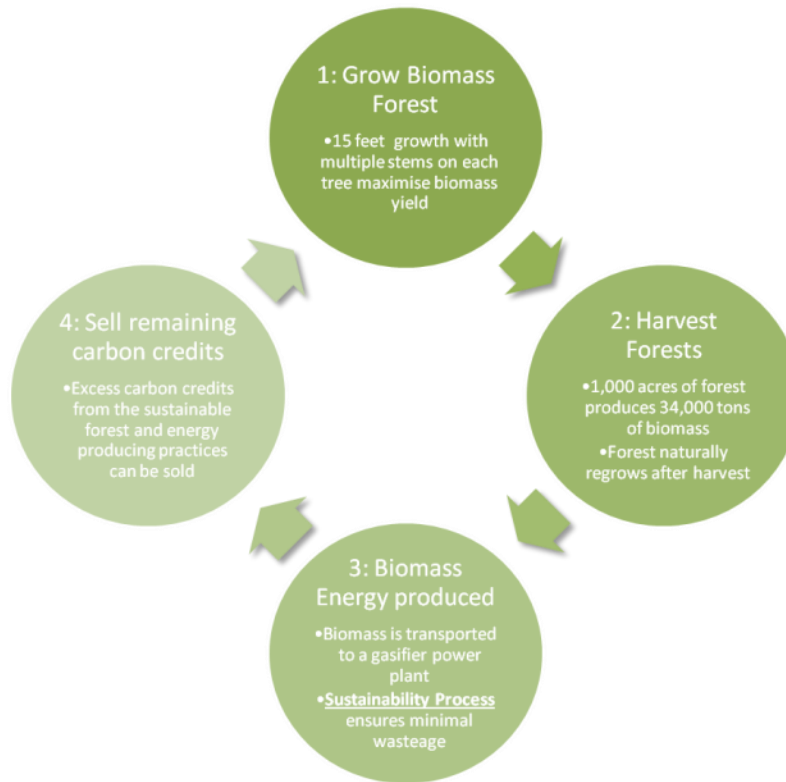 1: Grow Biomass
Forest
•15 feet growth with
multiple stems on each
tree maximise biomass
yield
2: Harvest
Forests
•1,000 acres of forest
produces 34,000 tons
of biomass
•Forest naturally
regrows after harvest
3: Biomass
Energy produced
•Biomass is transported
to a gasifier power
plant
•Sustainability Process
ensures minimal
wasteage
4: Sell remaining
carbon credits
•Excess carbon credits
from the sustainable
forest and energy
producing practices
can be sold